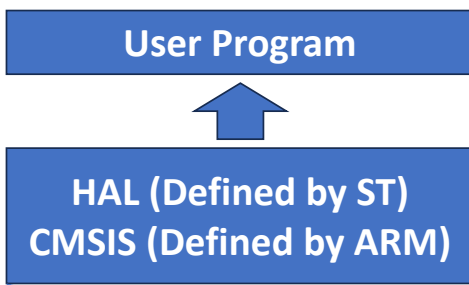 User Program
HAL (Defined by ST)
CMSIS (Defined by ARM)